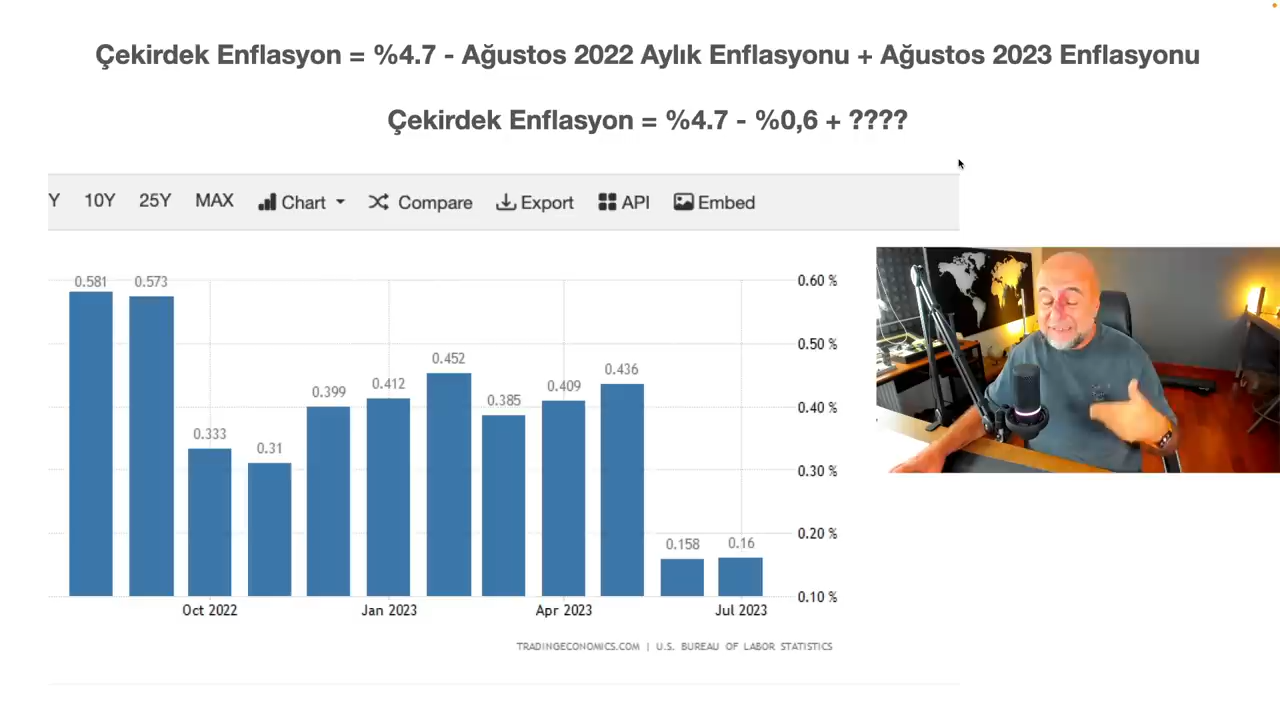 Çekirdek Enflasyon = %4.7 - Ağustos 2022 Aylık Enflasyonu + Ağustos 2023 Enflasyonu
Çekirdek Enflasyon = %4.7 - %0,6 + ????
Y 10Y 25Y MAX Chart Compare Export API Embed
0.581 0.573 0.333 0.31 0.399 0.412 0.452 0.385 0.409 0.436 0.158 0.16
0.60 %
0.50 %
0.40 %
0.30 %
0.20 %
0.10 %
Oct 2022 Jan 2023 Apr 2023 Jul 2023
TRADINGECONOMICS.COM | U.S. BUREAU OF LABOR STATISTICS